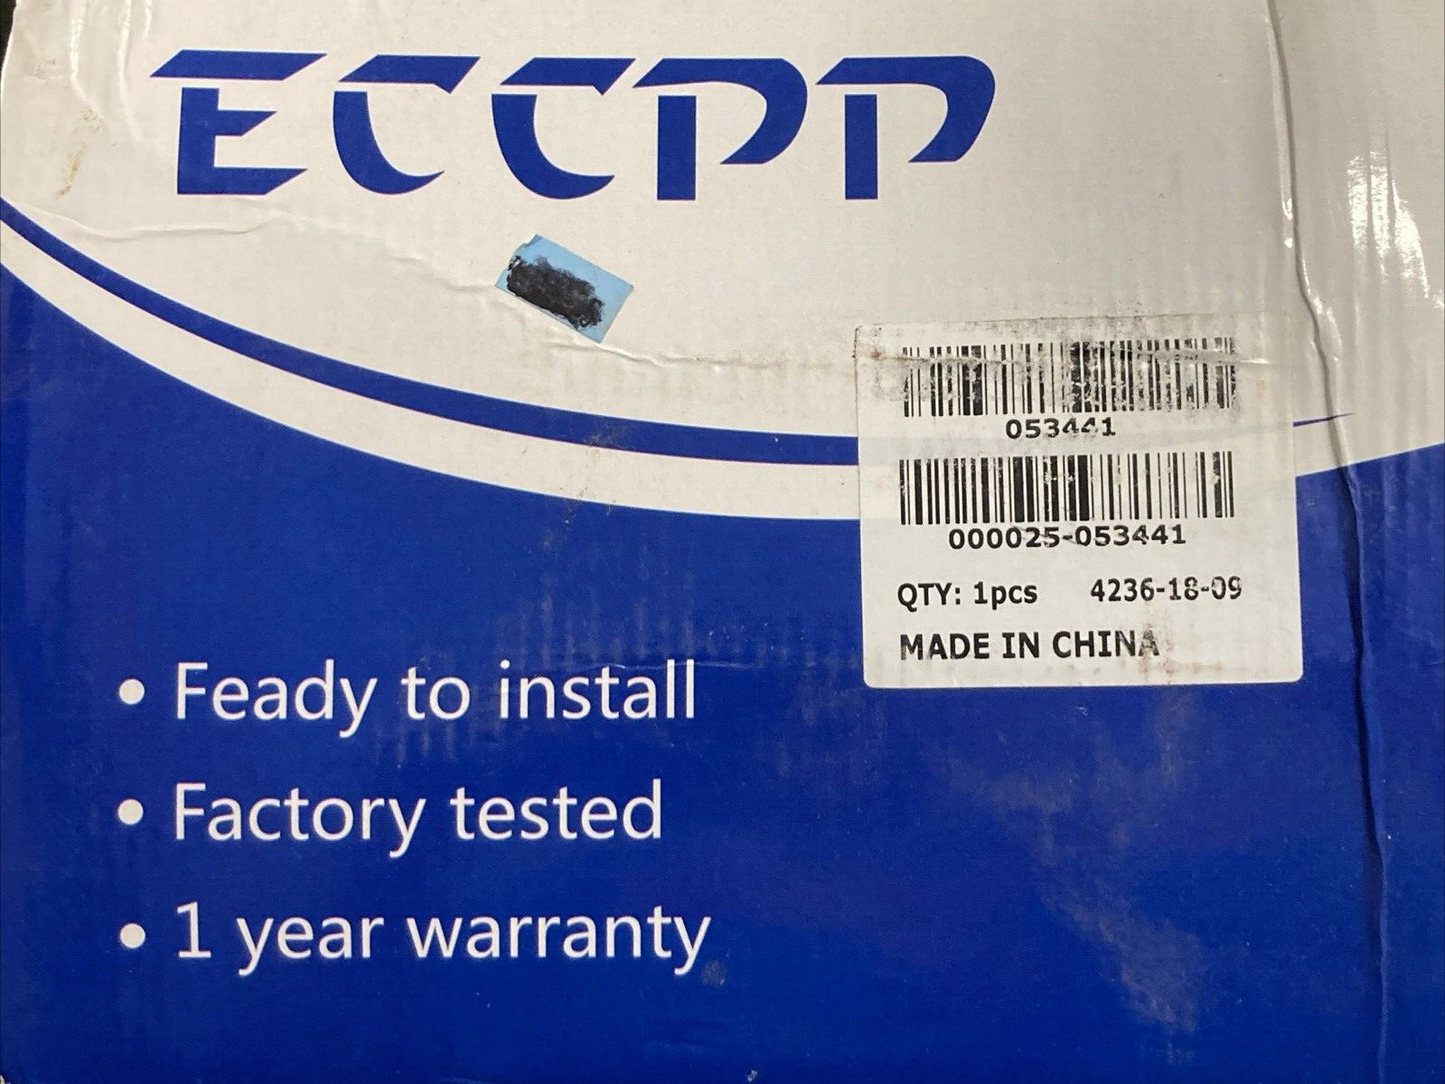 ECCPP
053441
000025-053441
QTY: 1pcs 4236-18-09
MADE IN CHINA
• Feady to install
• Factory tested
• 1 year warranty